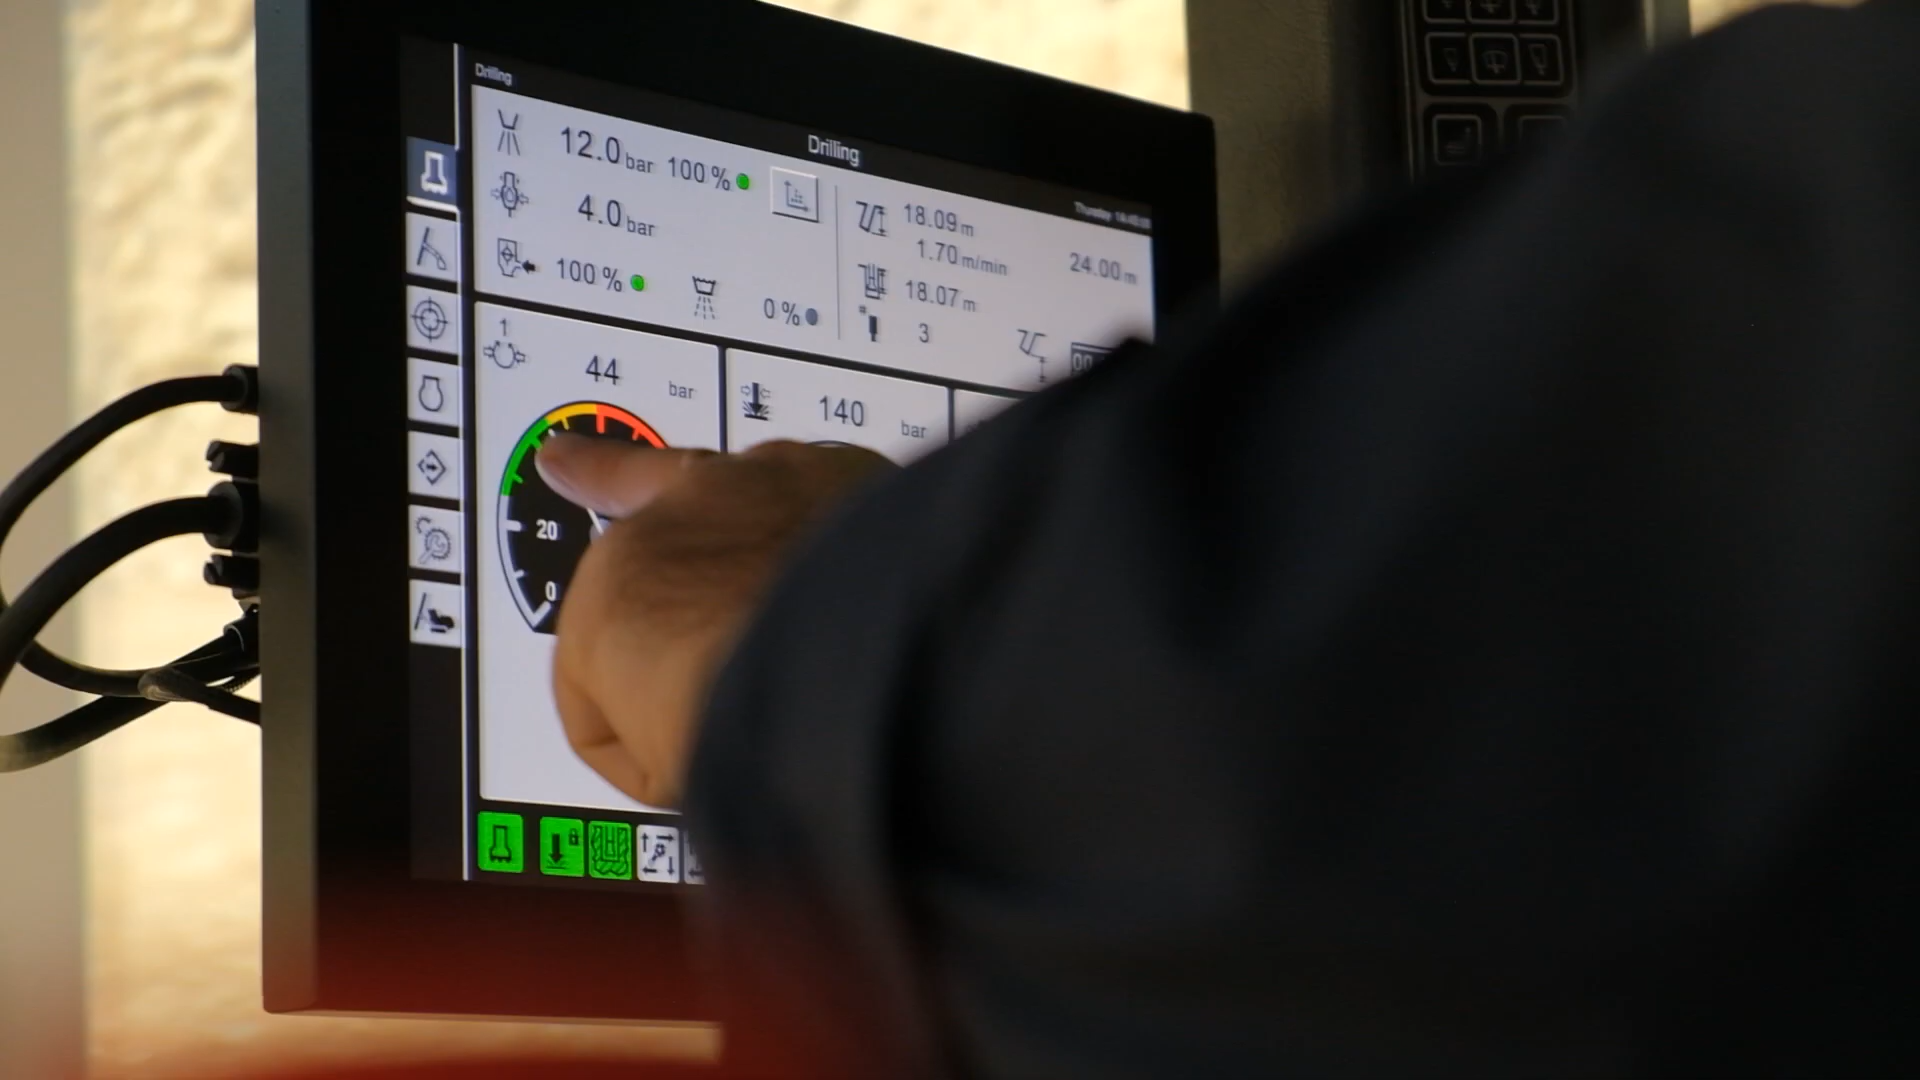 Drilling
Drilling
12.0 bar 100 %
4.0 bar
100 %
0 %
18.09 m
1.70 m/min
24.00 m
18.07 m
3
1
44 bar
140 bar
20
0